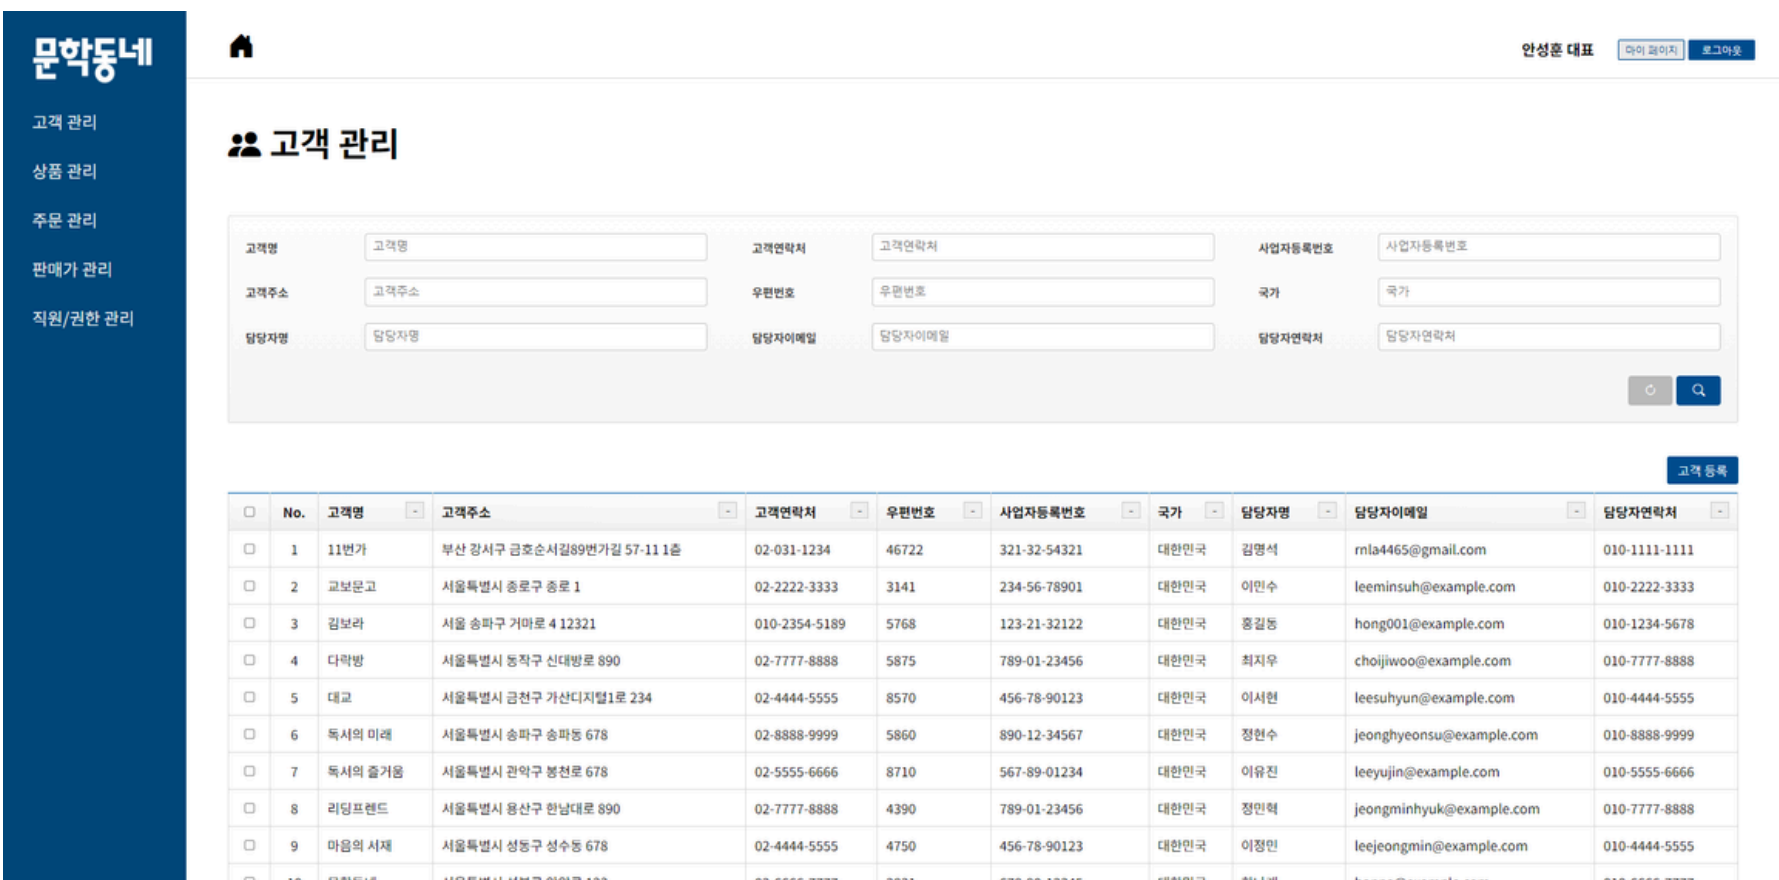 문학동네
안성훈 대표 마이 페이지 로그아웃
고객 관리
상품 관리
주문 관리
판매가 관리
직원/권한 관리
고객 관리
고객명 고객명 고객연락처 고객연락처 사업자등록번호 사업자등록번호
고객주소 고객주소 우편번호 우편번호 국가 국가
담당자명 담당자명 담당자이메일 담당자이메일 담당자연락처 담당자연락처
고객 등록
No. 고객명 - 고객주소 - 고객연락처 - 우편번호 - 사업자등록번호 - 국가 - 담당자명 - 담당자이메일 - 담당자연락처 -
1 11번가 부산 강서구 금호순서길89번가길 57-11 1층 02-031-1234 46722 321-32-54321 대한민국 김명석 rnla4465@gmail.com 010-1111-1111
2 교보문고 서울특별시 종로구 종로 1 02-2222-3333 3141 234-56-78901 대한민국 이민수 leeminsuh@example.com 010-2222-3333
3 김보라 서울 송파구 거마로 4 12321 010-2354-5189 5768 123-21-32122 대한민국 홍길동 hong001@example.com 010-1234-5678
4 다락방 서울특별시 동작구 신대방로 890 02-7777-8888 5875 789-01-23456 대한민국 최지우 choijiwoo@example.com 010-7777-8888
5 대교 서울특별시 금천구 가산디지털1로 234 02-4444-5555 8570 456-78-90123 대한민국 이서현 leesuhyun@example.com 010-4444-5555
6 독서의 미래 서울특별시 송파구 송파동 678 02-8888-9999 5860 890-12-34567 대한민국 정현수 jeonghyeonsu@example.com 010-8888-9999
7 독서의 즐거움 서울특별시 관악구 봉천로 678 02-5555-6666 8710 567-89-01234 대한민국 이유진 leeyujin@example.com 010-5555-6666
8 리딩프렌드 서울특별시 용산구 한남대로 890 02-7777-8888 4390 789-01-23456 대한민국 정민혁 jeongminhyuk@example.com 010-7777-8888
9 마음의 서재 서울특별시 성동구 성수동 678 02-4444-5555 4750 456-78-90123 대한민국 이정민 leejeongmin@example.com 010-4444-5555